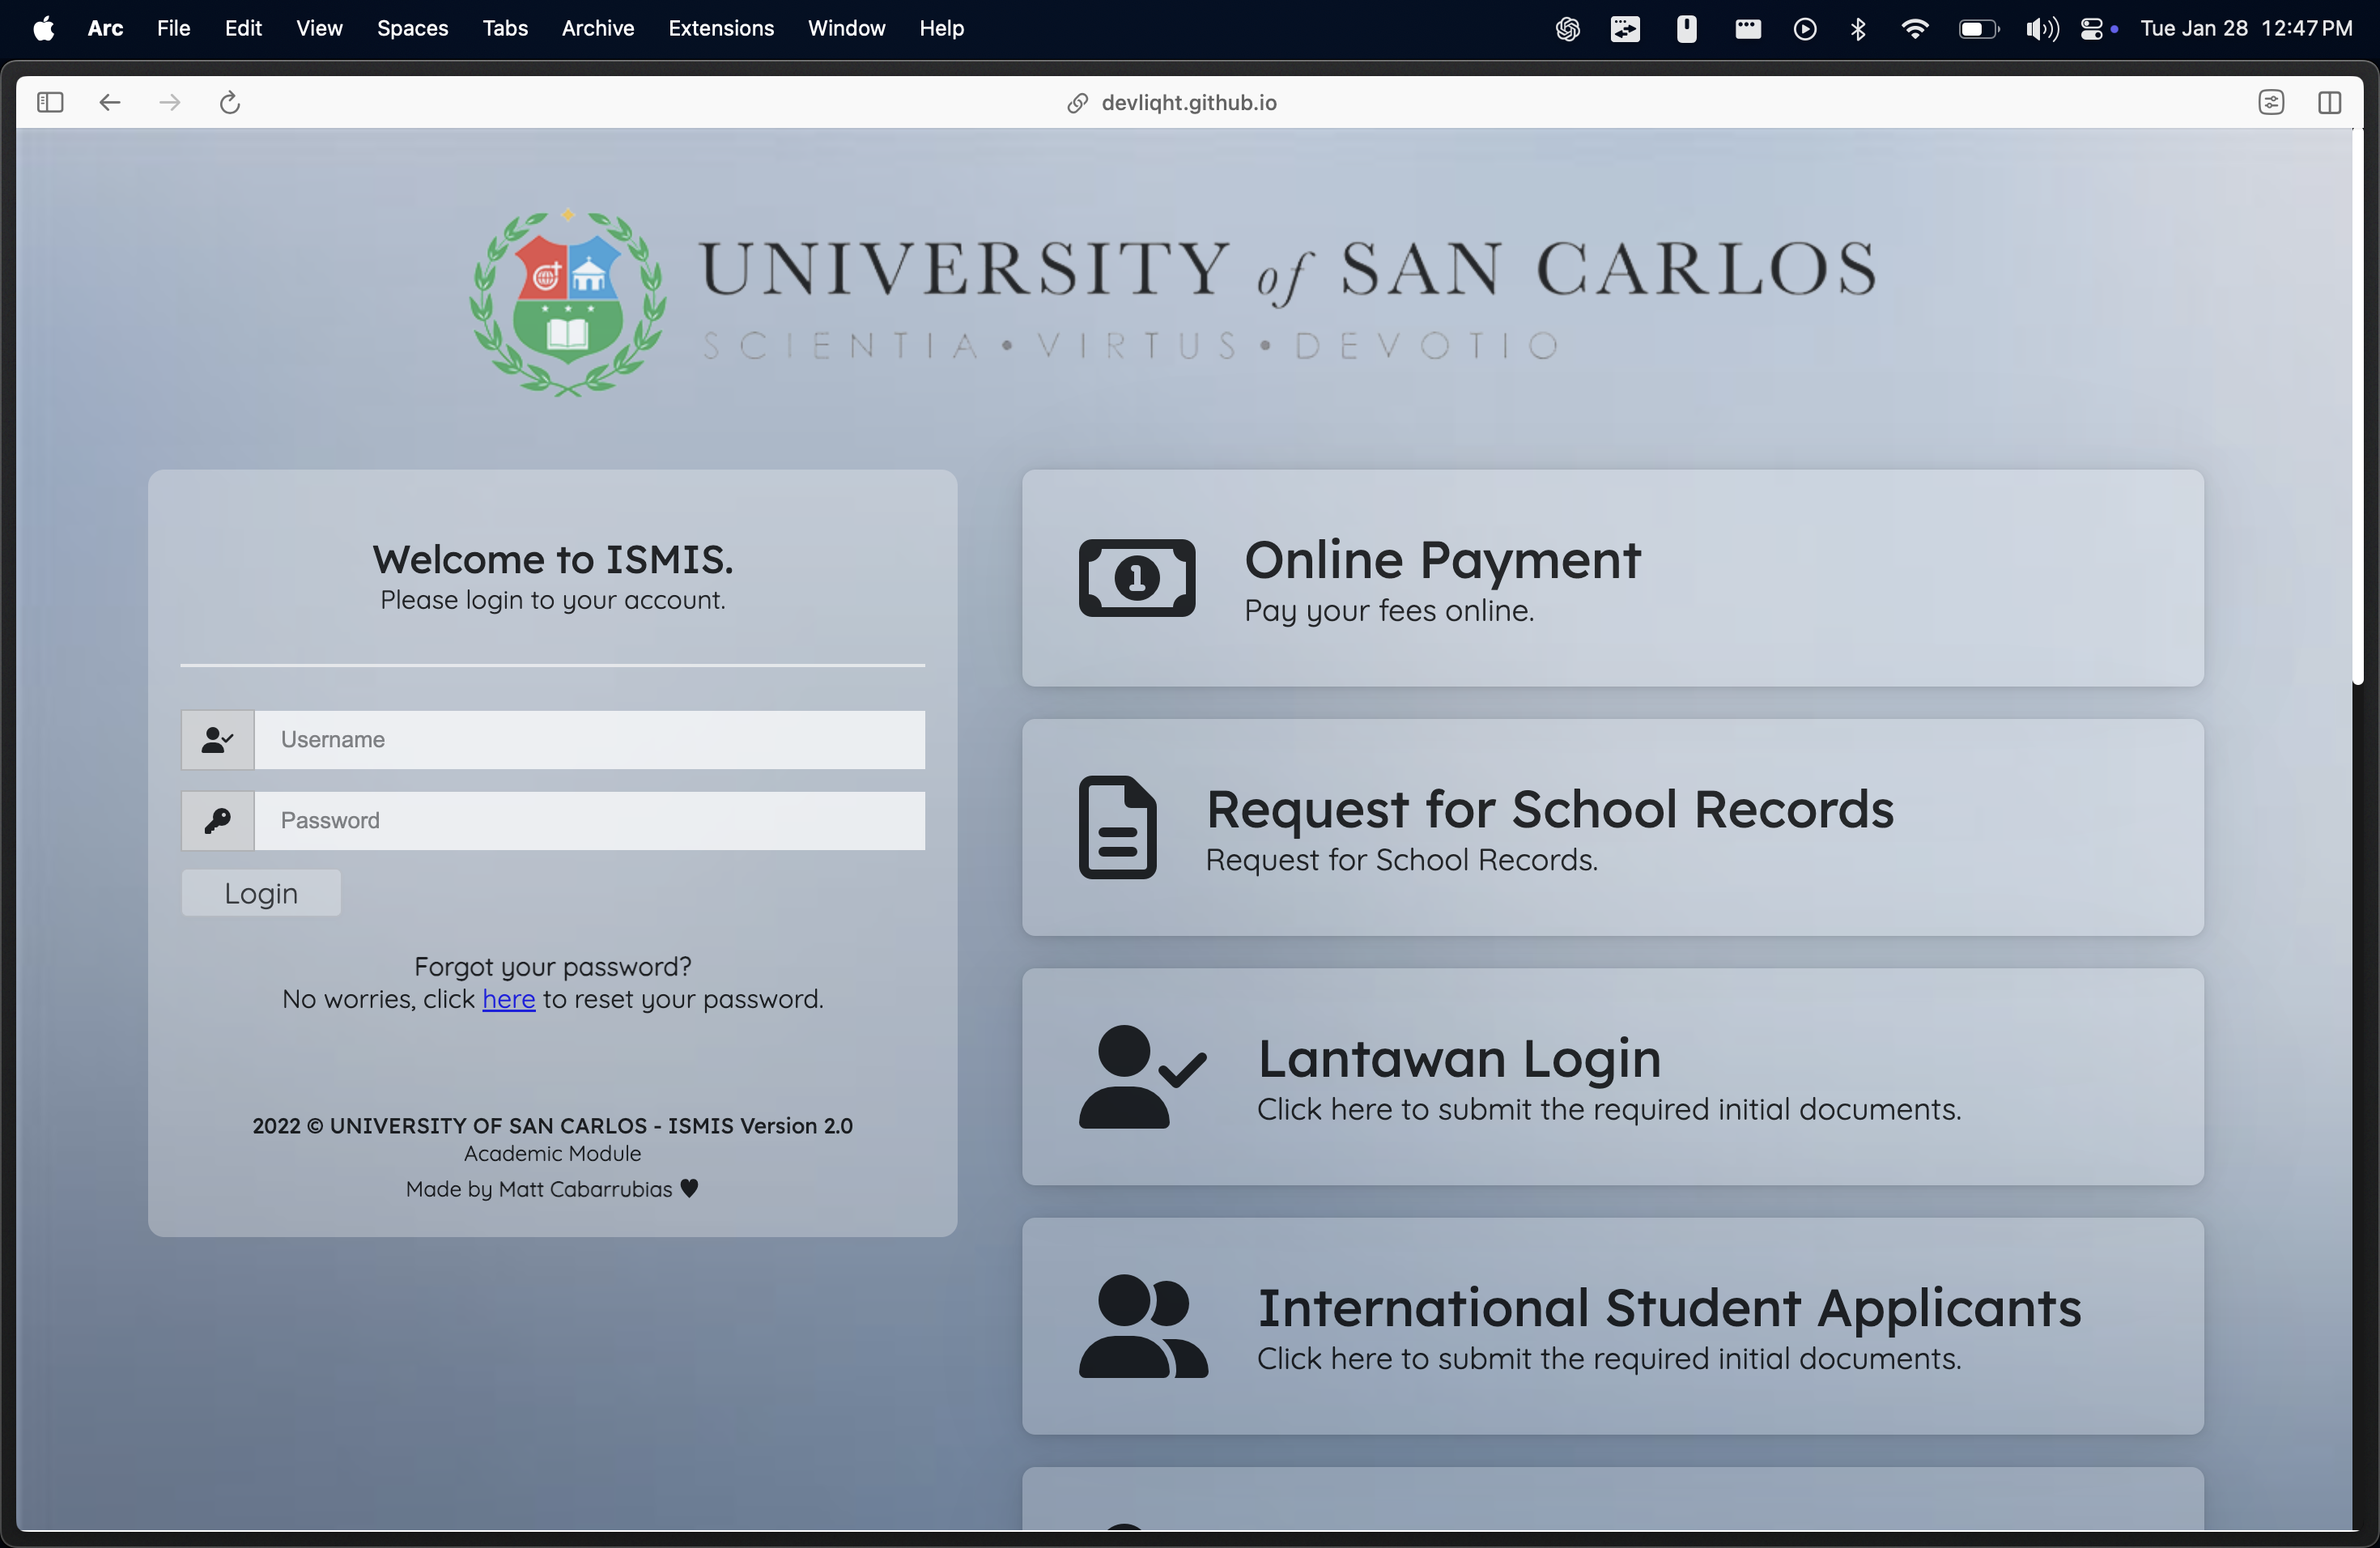 Arc File Edit View Spaces Tabs Archive Extensions Window Help Tue Jan 28 12:47 PM
devliqht.github.io
UNIVERSITY of SAN CARLOS
SCIENTIA • VIRTUS • DEVOTIO
Welcome to ISMIS.
Please login to your account.
Username
Password
Login
Forgot your password?
No worries, click here to reset your password.
2022 © UNIVERSITY OF SAN CARLOS - ISMIS Version 2.0
Academic Module
Made by Matt Cabarrubias ♥
1
Online Payment
Pay your fees online.
Request for School Records
Request for School Records.
Lantawan Login
Click here to submit the required initial documents.
International Student Applicants
Click here to submit the required initial documents.